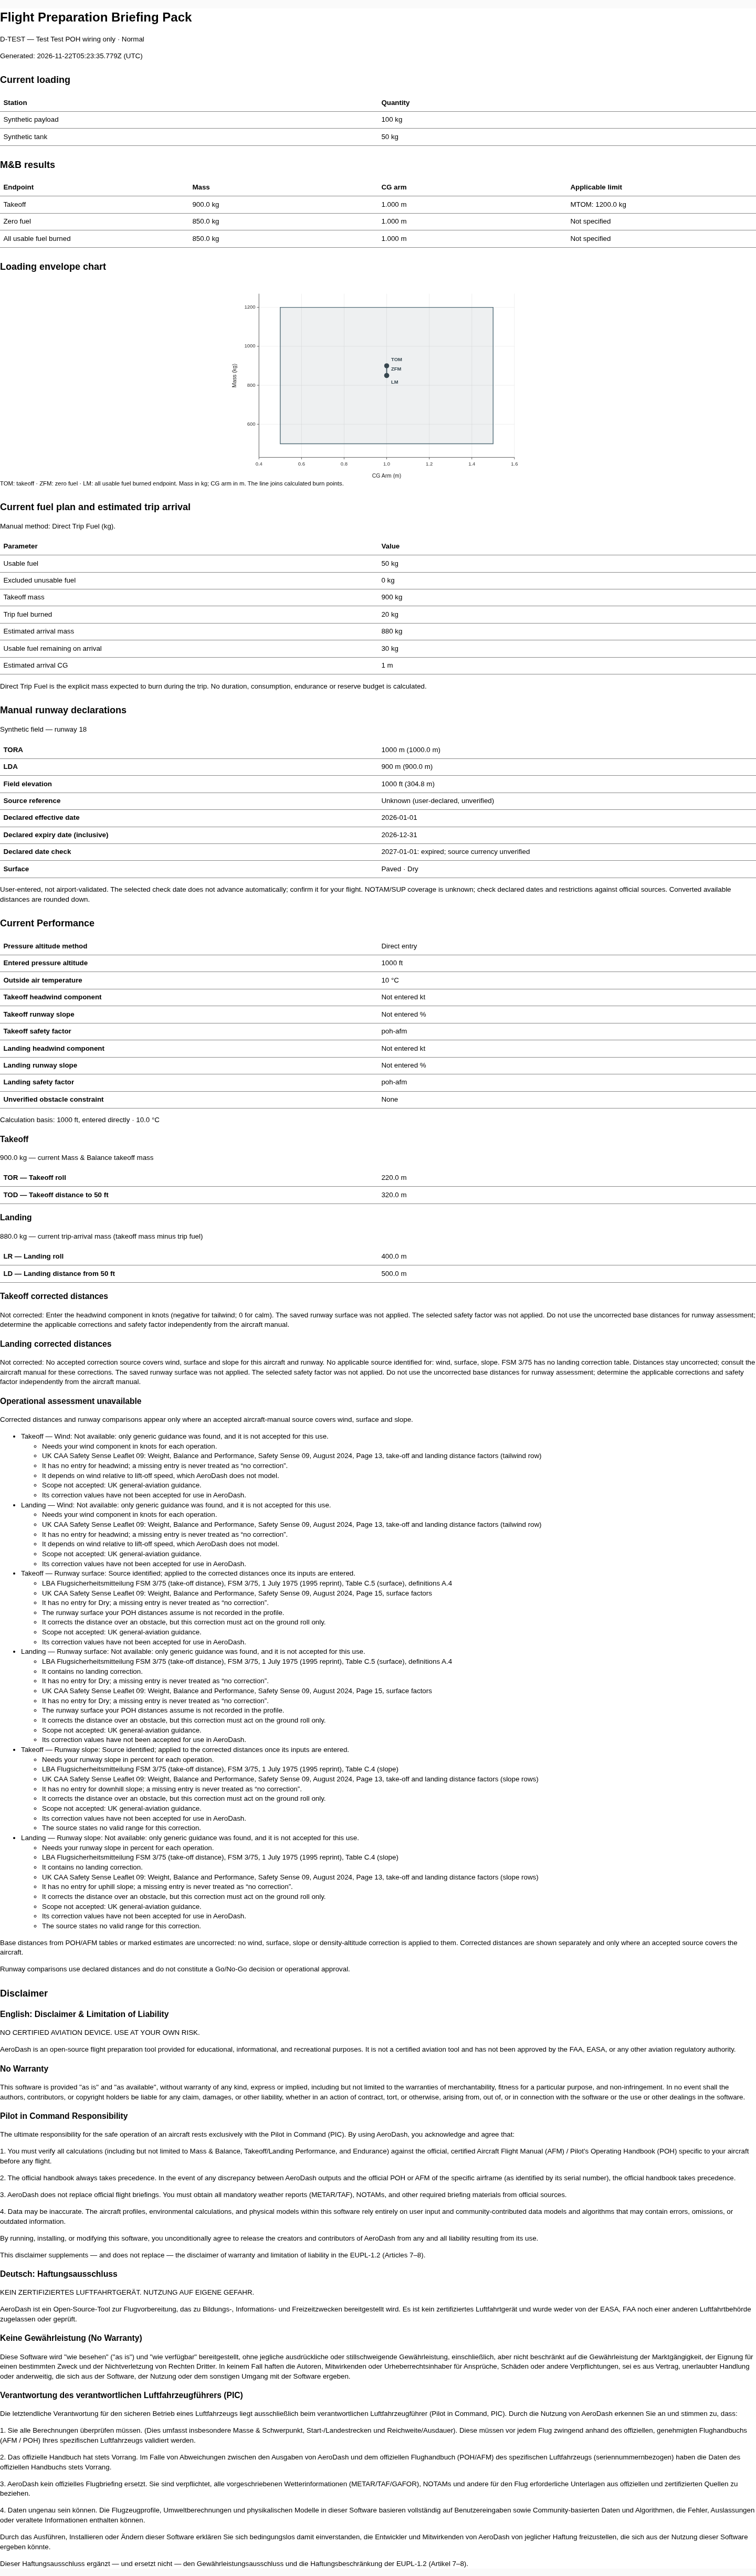 Flight Preparation Briefing Pack
D-TEST — Test Test POH wiring only · Normal
Generated: 2026-11-22T05:23:35.779Z (UTC)
Current loading
Station Quantity
Synthetic payload 100 kg
Synthetic tank 50 kg
M&B results
Endpoint Mass CG arm Applicable limit
Takeoff 900.0 kg 1.000 m MTOM: 1200.0 kg
Zero fuel 850.0 kg 1.000 m Not specified
All usable fuel burned 850.0 kg 1.000 m Not specified
Loading envelope chart
1200
1000
800
600
Mass (kg)
TOM
ZFM
LM
0.4 0.6 0.8 1.0 1.2 1.4 1.6
CG Arm (m)
TOM: takeoff · ZFM: zero fuel · LM: all usable fuel burned endpoint. Mass in kg; CG arm in m. The line joins calculated burn points.
Current fuel plan and estimated trip arrival
Manual method: Direct Trip Fuel (kg).
Parameter Value
Usable fuel 50 kg
Excluded unusable fuel 0 kg
Takeoff mass 900 kg
Trip fuel burned 20 kg
Estimated arrival mass 880 kg
Usable fuel remaining on arrival 30 kg
Estimated arrival CG 1 m
Direct Trip Fuel is the explicit mass expected to burn during the trip. No duration, consumption, endurance or reserve budget is calculated.
Manual runway declarations
Synthetic field — runway 18
TORA 1000 m (1000.0 m)
LDA 900 m (900.0 m)
Field elevation 1000 ft (304.8 m)
Source reference Unknown (user-declared, unverified)
Declared effective date 2026-01-01
Declared expiry date (inclusive) 2026-12-31
Declared date check 2027-01-01: expired; source currency unverified
Surface Paved · Dry
User-entered, not airport-validated. The selected check date does not advance automatically; confirm it for your flight. NOTAM/SUP coverage is unknown; check declared dates and restrictions against official sources. Converted available
distances are rounded down.
Current Performance
Pressure altitude method Direct entry
Entered pressure altitude 1000 ft
Outside air temperature 10 °C
Takeoff headwind component Not entered kt
Takeoff runway slope Not entered %
Takeoff safety factor poh-afm
Landing headwind component Not entered kt
Landing runway slope Not entered %
Landing safety factor poh-afm
Unverified obstacle constraint None
Calculation basis: 1000 ft, entered directly · 10.0 °C
Takeoff
900.0 kg — current Mass & Balance takeoff mass
TOR — Takeoff roll 220.0 m
TOD — Takeoff distance to 50 ft 320.0 m
Landing
880.0 kg — current trip-arrival mass (takeoff mass minus trip fuel)
LR — Landing roll 400.0 m
LD — Landing distance from 50 ft 500.0 m
Takeoff corrected distances
Not corrected: Enter the headwind component in knots (negative for tailwind; 0 for calm). The saved runway surface was not applied. The selected safety factor was not applied. Do not use the uncorrected base distances for runway assessment;
determine the applicable corrections and safety factor independently from the aircraft manual.
Landing corrected distances
Not corrected: No accepted correction source covers wind, surface and slope for this aircraft and runway. No applicable source identified for: wind, surface, slope. FSM 3/75 has no landing correction table. Distances stay uncorrected; consult the
aircraft manual for these corrections. The saved runway surface was not applied. The selected safety factor was not applied. Do not use the uncorrected base distances for runway assessment; determine the applicable corrections and safety
factor independently from the aircraft manual.
Operational assessment unavailable
Corrected distances and runway comparisons appear only where an accepted aircraft-manual source covers wind, surface and slope.
• Takeoff — Wind: Not available: only generic guidance was found, and it is not accepted for this use.
◦ Needs your wind component in knots for each operation.
◦ UK CAA Safety Sense Leaflet 09: Weight, Balance and Performance, Safety Sense 09, August 2024, Page 13, take-off and landing distance factors (tailwind row)
◦ It has no entry for headwind; a missing entry is never treated as “no correction”.
◦ It depends on wind relative to lift-off speed, which AeroDash does not model.
◦ Scope not accepted: UK general-aviation guidance.
◦ Its correction values have not been accepted for use in AeroDash.
• Landing — Wind: Not available: only generic guidance was found, and it is not accepted for this use.
◦ Needs your wind component in knots for each operation.
◦ UK CAA Safety Sense Leaflet 09: Weight, Balance and Performance, Safety Sense 09, August 2024, Page 13, take-off and landing distance factors (tailwind row)
◦ It has no entry for headwind; a missing entry is never treated as “no correction”.
◦ It depends on wind relative to lift-off speed, which AeroDash does not model.
◦ Scope not accepted: UK general-aviation guidance.
◦ Its correction values have not been accepted for use in AeroDash.
• Takeoff — Runway surface: Source identified; applied to the corrected distances once its inputs are entered.
◦ LBA Flugsicherheitsmitteilung FSM 3/75 (take-off distance), FSM 3/75, 1 July 1975 (1995 reprint), Table C.5 (surface), definitions A.4
◦ UK CAA Safety Sense Leaflet 09: Weight, Balance and Performance, Safety Sense 09, August 2024, Page 15, surface factors
◦ It has no entry for Dry; a missing entry is never treated as “no correction”.
◦ The runway surface your POH distances assume is not recorded in the profile.
◦ It corrects the distance over an obstacle, but this correction must act on the ground roll only.
◦ Scope not accepted: UK general-aviation guidance.
◦ Its correction values have not been accepted for use in AeroDash.
• Landing — Runway surface: Not available: only generic guidance was found, and it is not accepted for this use.
◦ LBA Flugsicherheitsmitteilung FSM 3/75 (take-off distance), FSM 3/75, 1 July 1975 (1995 reprint), Table C.5 (surface), definitions A.4
◦ It contains no landing correction.
◦ It has no entry for Dry; a missing entry is never treated as “no correction”.
◦ UK CAA Safety Sense Leaflet 09: Weight, Balance and Performance, Safety Sense 09, August 2024, Page 15, surface factors
◦ It has no entry for Dry; a missing entry is never treated as “no correction”.
◦ The runway surface your POH distances assume is not recorded in the profile.
◦ It corrects the distance over an obstacle, but this correction must act on the ground roll only.
◦ Scope not accepted: UK general-aviation guidance.
◦ Its correction values have not been accepted for use in AeroDash.
• Takeoff — Runway slope: Source identified; applied to the corrected distances once its inputs are entered.
◦ Needs your runway slope in percent for each operation.
◦ LBA Flugsicherheitsmitteilung FSM 3/75 (take-off distance), FSM 3/75, 1 July 1975 (1995 reprint), Table C.4 (slope)
◦ UK CAA Safety Sense Leaflet 09: Weight, Balance and Performance, Safety Sense 09, August 2024, Page 13, take-off and landing distance factors (slope rows)
◦ It has no entry for downhill slope; a missing entry is never treated as “no correction”.
◦ It corrects the distance over an obstacle, but this correction must act on the ground roll only.
◦ Scope not accepted: UK general-aviation guidance.
◦ Its correction values have not been accepted for use in AeroDash.
◦ The source states no valid range for this correction.
• Landing — Runway slope: Not available: only generic guidance was found, and it is not accepted for this use.
◦ Needs your runway slope in percent for each operation.
◦ LBA Flugsicherheitsmitteilung FSM 3/75 (take-off distance), FSM 3/75, 1 July 1975 (1995 reprint), Table C.4 (slope)
◦ It contains no landing correction.
◦ UK CAA Safety Sense Leaflet 09: Weight, Balance and Performance, Safety Sense 09, August 2024, Page 13, take-off and landing distance factors (slope rows)
◦ It has no entry for uphill slope; a missing entry is never treated as “no correction”.
◦ It corrects the distance over an obstacle, but this correction must act on the ground roll only.
◦ Scope not accepted: UK general-aviation guidance.
◦ Its correction values have not been accepted for use in AeroDash.
◦ The source states no valid range for this correction.
Base distances from POH/AFM tables or marked estimates are uncorrected: no wind, surface, slope or density-altitude correction is applied to them. Corrected distances are shown separately and only where an accepted source covers the
aircraft.
Runway comparisons use declared distances and do not constitute a Go/No-Go decision or operational approval.
Disclaimer
English: Disclaimer & Limitation of Liability
NO CERTIFIED AVIATION DEVICE. USE AT YOUR OWN RISK.
AeroDash is an open-source flight preparation tool provided for educational, informational, and recreational purposes. It is not a certified aviation tool and has not been approved by the FAA, EASA, or any other aviation regulatory authority.
No Warranty
This software is provided "as is" and "as available", without warranty of any kind, express or implied, including but not limited to the warranties of merchantability, fitness for a particular purpose, and non-infringement. In no event shall the
authors, contributors, or copyright holders be liable for any claim, damages, or other liability, whether in an action of contract, tort, or otherwise, arising from, out of, or in connection with the software or the use or other dealings in the software.
Pilot in Command Responsibility
The ultimate responsibility for the safe operation of an aircraft rests exclusively with the Pilot in Command (PIC). By using AeroDash, you acknowledge and agree that:
1. You must verify all calculations (including but not limited to Mass & Balance, Takeoff/Landing Performance, and Endurance) against the official, certified Aircraft Flight Manual (AFM) / Pilot's Operating Handbook (POH) specific to your aircraft
before any flight.
2. The official handbook always takes precedence. In the event of any discrepancy between AeroDash outputs and the official POH or AFM of the specific airframe (as identified by its serial number), the official handbook takes precedence.
3. AeroDash does not replace official flight briefings. You must obtain all mandatory weather reports (METAR/TAF), NOTAMs, and other required briefing materials from official sources.
4. Data may be inaccurate. The aircraft profiles, environmental calculations, and physical models within this software rely entirely on user input and community-contributed data models and algorithms that may contain errors, omissions, or
outdated information.
By running, installing, or modifying this software, you unconditionally agree to release the creators and contributors of AeroDash from any and all liability resulting from its use.
This disclaimer supplements — and does not replace — the disclaimer of warranty and limitation of liability in the EUPL-1.2 (Articles 7–8).
Deutsch: Haftungsausschluss
KEIN ZERTIFIZIERTES LUFTFAHRTGERÄT. NUTZUNG AUF EIGENE GEFAHR.
AeroDash ist ein Open-Source-Tool zur Flugvorbereitung, das zu Bildungs-, Informations- und Freizeitzwecken bereitgestellt wird. Es ist kein zertifiziertes Luftfahrtgerät und wurde weder von der EASA, FAA noch einer anderen Luftfahrtbehörde
zugelassen oder geprüft.
Keine Gewährleistung (No Warranty)
Diese Software wird "wie besehen" ("as is") und "wie verfügbar" bereitgestellt, ohne jegliche ausdrückliche oder stillschweigende Gewährleistung, einschließlich, aber nicht beschränkt auf die Gewährleistung der Marktgängigkeit, der Eignung für
einen bestimmten Zweck und der Nichtverletzung von Rechten Dritter. In keinem Fall haften die Autoren, Mitwirkenden oder Urheberrechtsinhaber für Ansprüche, Schäden oder andere Verpflichtungen, sei es aus Vertrag, unerlaubter Handlung
oder anderweitig, die sich aus der Software, der Nutzung oder dem sonstigen Umgang mit der Software ergeben.
Verantwortung des verantwortlichen Luftfahrzeugführers (PIC)
Die letztendliche Verantwortung für den sicheren Betrieb eines Luftfahrzeugs liegt ausschließlich beim verantwortlichen Luftfahrzeugführer (Pilot in Command, PIC). Durch die Nutzung von AeroDash erkennen Sie an und stimmen zu, dass:
1. Sie alle Berechnungen überprüfen müssen. (Dies umfasst insbesondere Masse & Schwerpunkt, Start-/Landestrecken und Reichweite/Ausdauer). Diese müssen vor jedem Flug zwingend anhand des offiziellen, genehmigten Flughandbuchs
(AFM / POH) Ihres spezifischen Luftfahrzeugs validiert werden.
2. Das offizielle Handbuch hat stets Vorrang. Im Falle von Abweichungen zwischen den Ausgaben von AeroDash und dem offiziellen Flughandbuch (POH/AFM) des spezifischen Luftfahrzeugs (seriennummernbezogen) haben die Daten des
offiziellen Handbuchs stets Vorrang.
3. AeroDash kein offizielles Flugbriefing ersetzt. Sie sind verpflichtet, alle vorgeschriebenen Wetterinformationen (METAR/TAF/GAFOR), NOTAMs und andere für den Flug erforderliche Unterlagen aus offiziellen und zertifizierten Quellen zu
beziehen.
4. Daten ungenau sein können. Die Flugzeugprofile, Umweltberechnungen und physikalischen Modelle in dieser Software basieren vollständig auf Benutzereingaben sowie Community-basierten Daten und Algorithmen, die Fehler, Auslassungen
oder veraltete Informationen enthalten können.
Durch das Ausführen, Installieren oder Ändern dieser Software erklären Sie sich bedingungslos damit einverstanden, die Entwickler und Mitwirkenden von AeroDash von jeglicher Haftung freizustellen, die sich aus der Nutzung dieser Software
ergeben könnte.
Dieser Haftungsausschluss ergänzt — und ersetzt nicht — den Gewährleistungsausschluss und die Haftungsbeschränkung der EUPL-1.2 (Artikel 7–8).